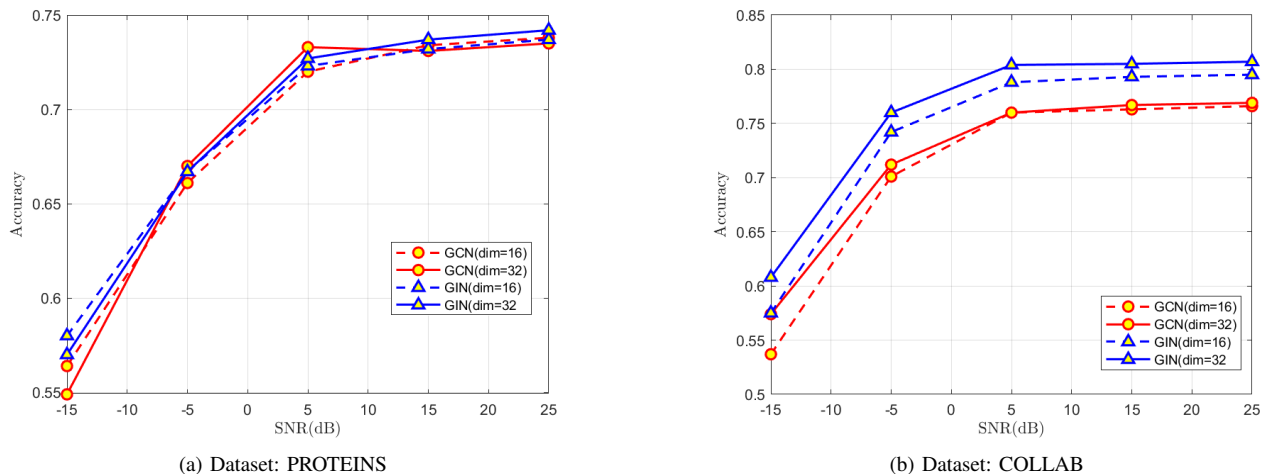 0.75
0.7
0.65
0.6
0.55
Accuracy
-15 -10 -5 0 5 10 15 20 25
SNR(dB)
GCN(dim=16)
GCN(dim=32)
GIN(dim=16)
GIN(dim=32
(a) Dataset: PROTEINS
0.85
0.8
0.75
0.7
0.65
0.6
0.55
0.5
Accuracy
-15 -10 -5 0 5 10 15 20 25
SNR(dB)
GCN(dim=16)
GCN(dim=32)
GIN(dim=16)
GIN(dim=32
(b) Dataset: COLLAB